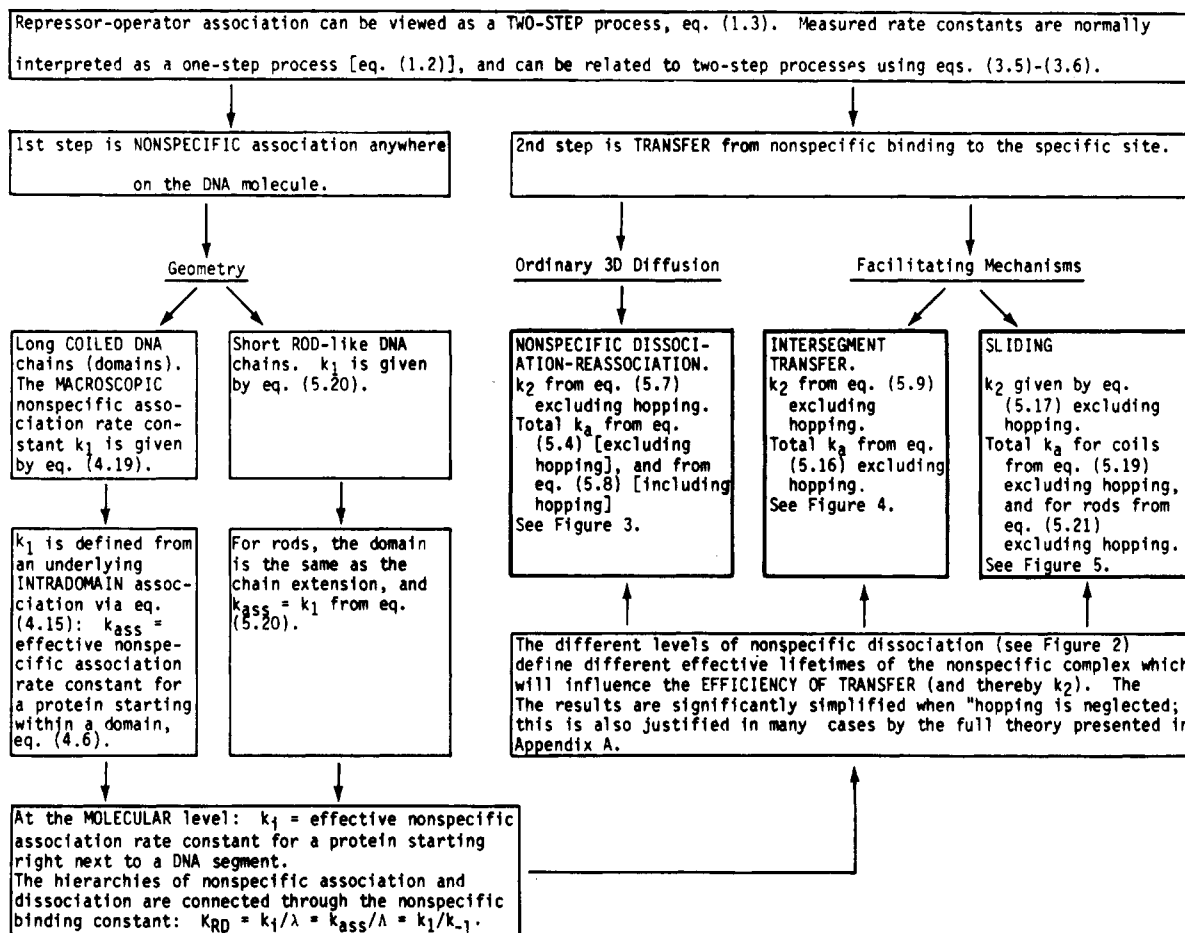 Repressor-operator association can be viewed as a TWO-STEP process, eq. (1.3). Measured rate constants are normally
interpreted as a one-step process [eq. (1.2)], and can be related to two-step processes using eqs. (3.5)-(3.6).
1st step is NONSPECIFIC association anywhere
on the DNA molecule.
2nd step is TRANSFER from nonspecific binding to the specific site.
Geometry
Ordinary 3D Diffusion
Facilitating Mechanisms
Long COILED DNA
chains (domains).
The MACROSCOPIC
nonspecific asso-
ciation rate con-
stant k1 is given
by eq. (4.19).
Short ROD-like DNA
chains. k1 is given
by eq. (5.20).
NONSPECIFIC DISSOCI-
ATION-REASSOCIATION.
k2 from eq. (5.7)
excluding hopping.
Total ka from eq.
(5.4) [excluding
hopping], and from
eq. (5.8) [including
hopping]
See Figure 3.
INTERSEGMENT
TRANSFER.
k2 from eq. (5.9)
excluding
hopping.
Total ka from eq.
(5.16) excluding
hopping.
See Figure 4.
SLIDING
k2 given by eq.
(5.17) excluding
hopping.
Total ka for coils
from eq. (5.19)
excluding hopping,
and for rods from
eq. (5.21)
excluding hopping.
See Figure 5.
k1 is defined from
an underlying
INTRADOMAIN assoc-
ciation via eq.
(4.15): kass =
effective nonspe-
cific association
rate constant for
a protein starting
within a domain,
eq. (4.6).
For rods, the domain
is the same as the
chain extension, and
kass = k1 from eq.
(5.20).
The different levels of nonspecific dissociation (see Figure 2)
define different effective lifetimes of the nonspecific complex which
will influence the EFFICIENCY OF TRANSFER (and thereby k2). The
The results are significantly simplified when "hopping is neglected;
this is also justified in many cases by the full theory presented in
Appendix A.
At the MOLECULAR level: ki = effective nonspecific
association rate constant for a protein starting
right next to a DNA segment.
The hierarchies of nonspecific association and
dissociation are connected through the nonspecific
binding constant: KRD = ki/λ = kass/Λ = k1/k-1.